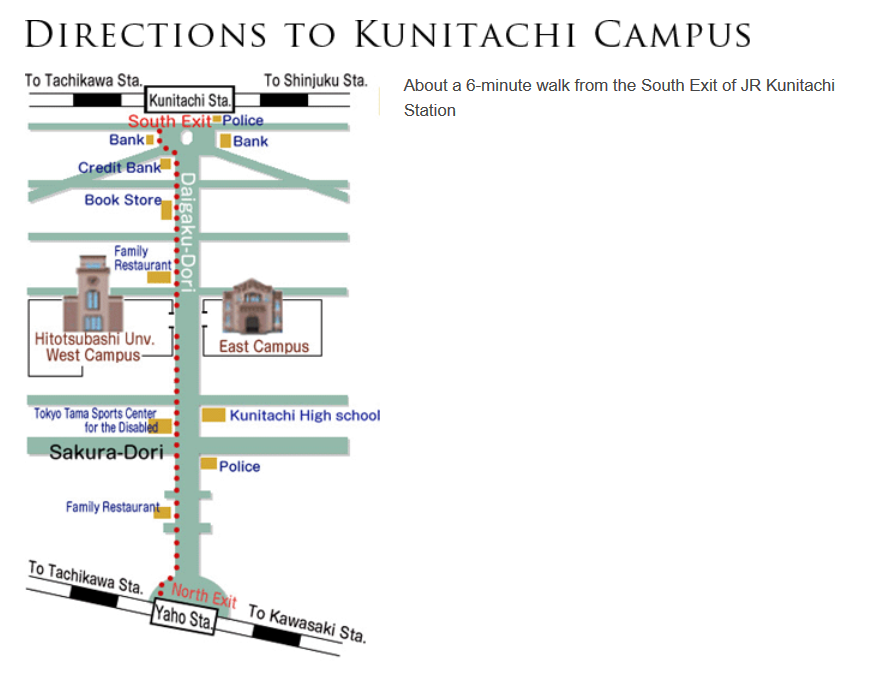 DIRECTIONS TO KUNITACHI CAMPUS
To Tachikawa Sta.
To Shinjuku Sta.
About a 6-minute walk from the South Exit of JR Kunitachi
Station
Kunitachi Sta.
South Exit
Police
Bank
Bank
Credit Bank
Daigaku-Dori
Book Store
Family
Restaurant
Hitotsubashi Unv.
West Campus
East Campus
Tokyo Tama Sports Center
for the Disabled
Kunitachi High school
Sakura-Dori
Police
Family Restaurant
To Tachikawa Sta.
North Exit
Yaho Sta.
To Kawasaki Sta.